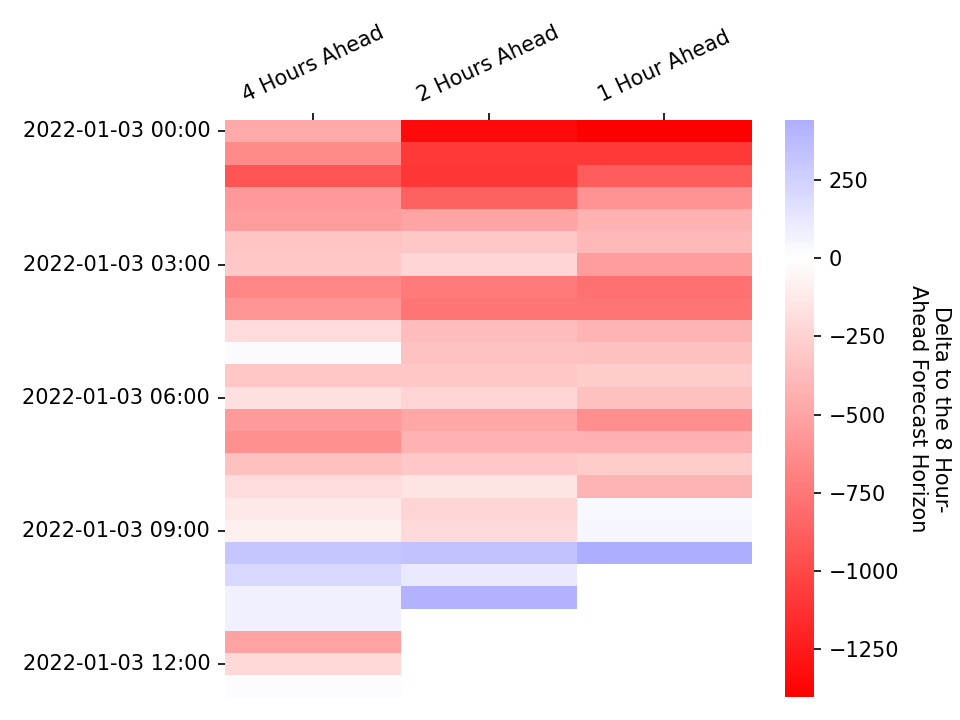 4 Hours Ahead
2 Hours Ahead
1 Hour Ahead
2022-01-03 00:00
2022-01-03 03:00
2022-01-03 06:00
2022-01-03 09:00
2022-01-03 12:00
250
0
−250
−500
−750
−1000
−1250
Delta to the 8 Hour-
Ahead Forecast Horizon